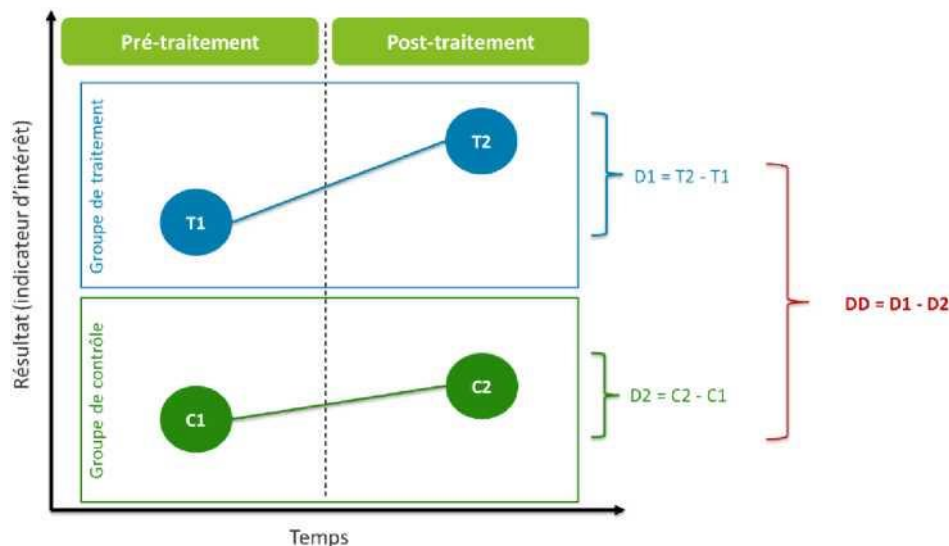 Pré-traitement
Post-traitement
Résultat (indicateur d'intérêt)
Groupe de traitement
T1
T2
D1 = T2 - T1
DD = D1 - D2
Groupe de contrôle
C1
C2
D2 = C2 - C1
Temps